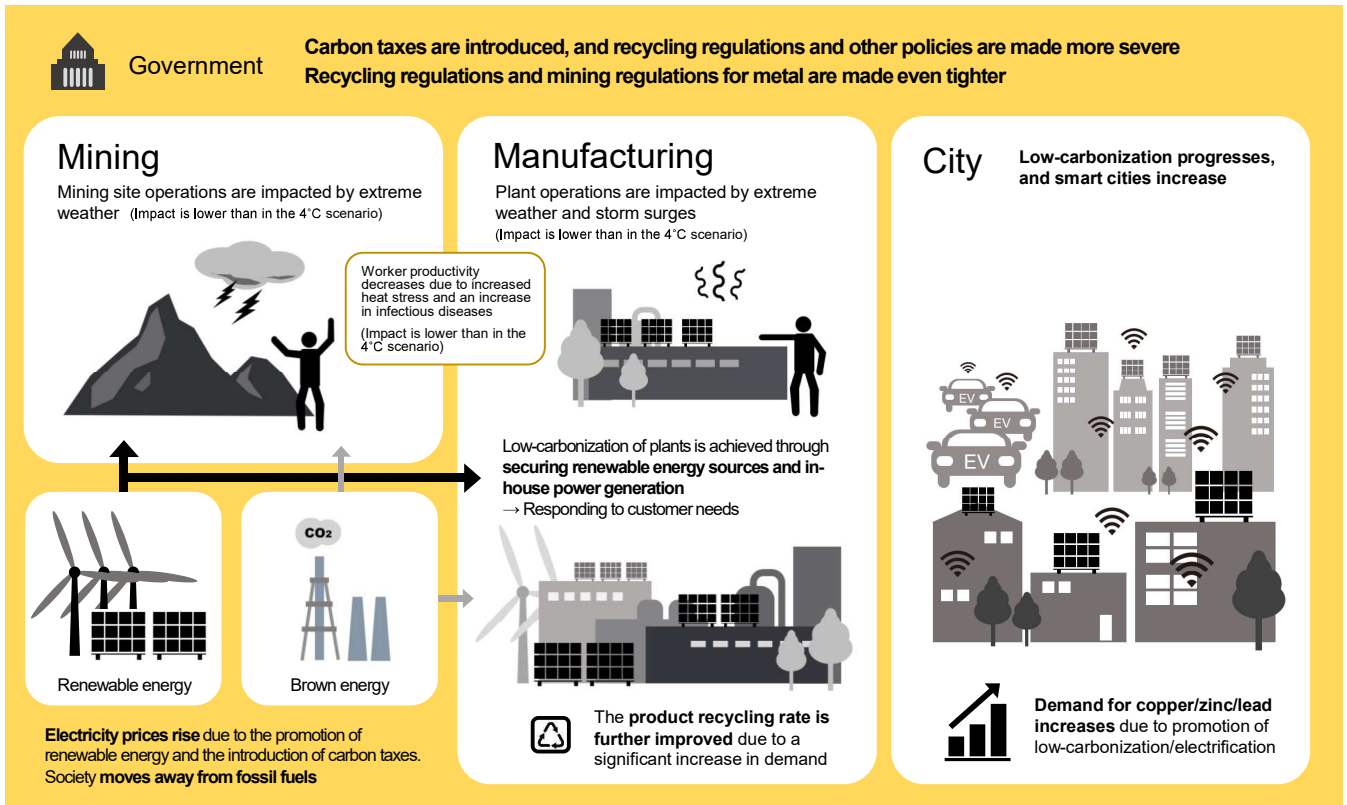 Government
Carbon taxes are introduced, and recycling regulations and other policies are made more severe
Recycling regulations and mining regulations for metal are made even tighter
Mining
Mining site operations are impacted by extreme
weather (Impact is lower than in the 4˚C scenario)
Worker productivity
decreases due to increased
heat stress and an increase
in infectious diseases
(Impact is lower than in the
4˚C scenario)
Manufacturing
Plant operations are impacted by extreme
weather and storm surges
(Impact is lower than in the 4˚C scenario)
Low-carbonization of plants is achieved through
securing renewable energy sources and in-
house power generation
→ Responding to customer needs
The product recycling rate is
further improved due to a
significant increase in demand
City
Low-carbonization progresses,
and smart cities increase
EV
EV
EV
Demand for copper/zinc/lead
increases due to promotion of
low-carbonization/electrification
Renewable energy
CO₂
Brown energy
Electricity prices rise due to the promotion of
renewable energy and the introduction of carbon taxes.
Society moves away from fossil fuels